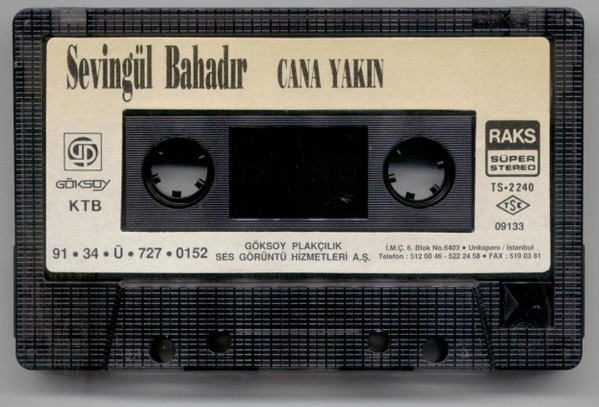 Sevingül Bahadır CANA YAKIN
GÖKSOY
KTB
RAKS
SÜPER
STEREO
TS•2240
TSE
09133
91 • 34 • Ü • 727 • 0152
GÖKSOY PLAKÇILIK
SES GÖRÜNTÜ HİZMETLERİ A.Ş.
İ.M.Ç. 6. Blok No.6403 • Unkapanı / İstanbul
Telefon : 512 00 46 - 522 24 58 • FAX : 519 03 81